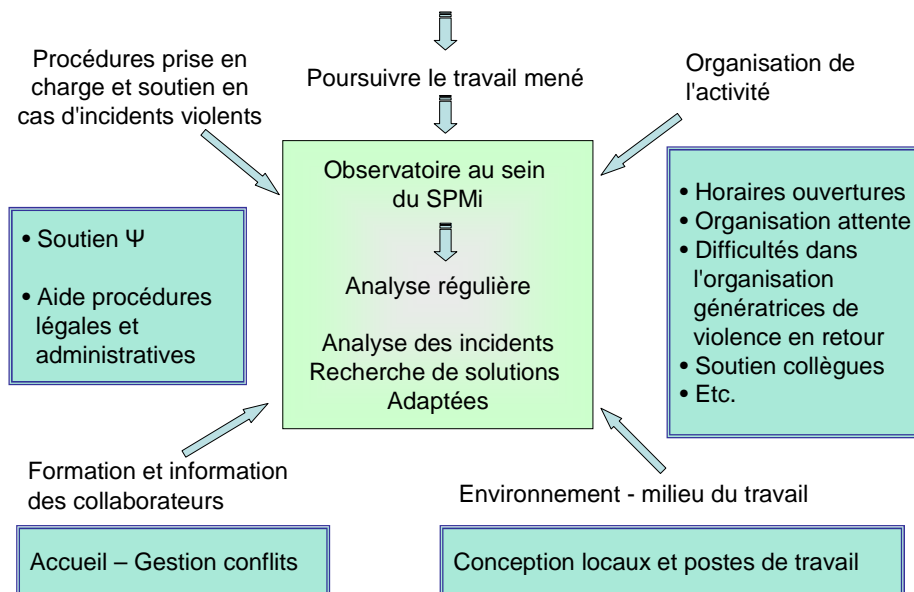 Procédures prise en
charge et soutien en
cas d'incidents violents
Poursuivre le travail mené
Organisation de
l'activité
Observatoire au sein
du SPMi
Analyse régulière
Analyse des incidents
Recherche de solutions
Adaptées
• Soutien Ψ
• Aide procédures
légales et
administratives
• Horaires ouvertures
• Organisation attente
• Difficultés dans
l'organisation
génératrices de
violence en retour
• Soutien collègues
• Etc.
Formation et information
des collaborateurs
Accueil – Gestion conflits
Environnement - milieu du travail
Conception locaux et postes de travail